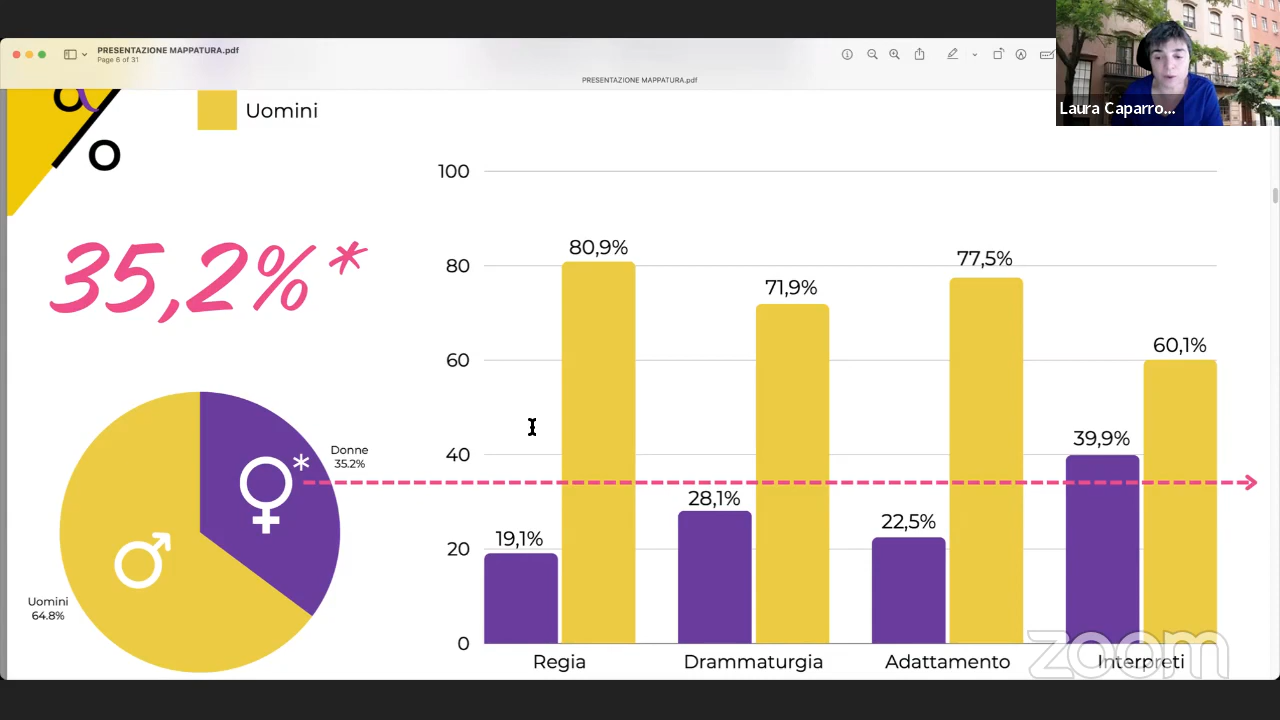 PRESENTAZIONE MAPPATURA.pdf
Page 6 of 31
PRESENTAZIONE MAPPATURA.pdf
Laura Caparro...
%
Uomini
35,2%*
Donne
35.2%
*
Uomini
64.8%
100
80
60
40
20
0
80,9%
77,5%
71,9%
60,1%
39,9%
28,1%
22,5%
19,1%
Regia
Drammaturgia
Adattamento
Interpreti
zoom